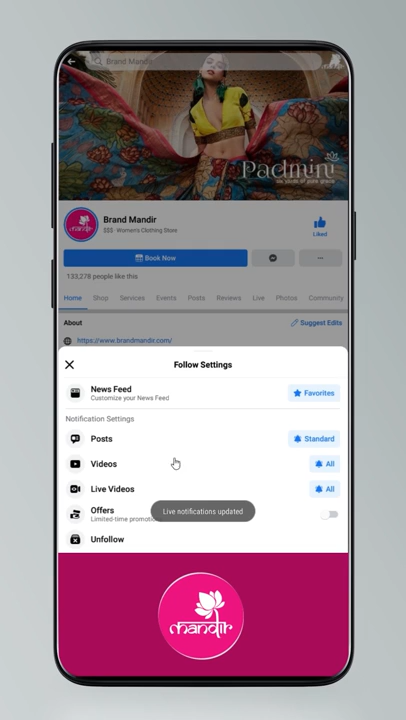 Brand Mandir
Padmini
Mandir
Brand Mandir
$$$ · Women's Clothing Store
Liked
Book Now
133,278 people like this
Home Shop Services Events Posts Reviews Live Photos Community
About
Suggest Edits
https://www.brandmandir.com/
Follow Settings
News Feed
Customize your News Feed
Favorites
Notification Settings
Posts
Standard
Videos
All
Live Videos
All
Offers
Limited-time promotio
Live notifications updated
Unfollow
mandir